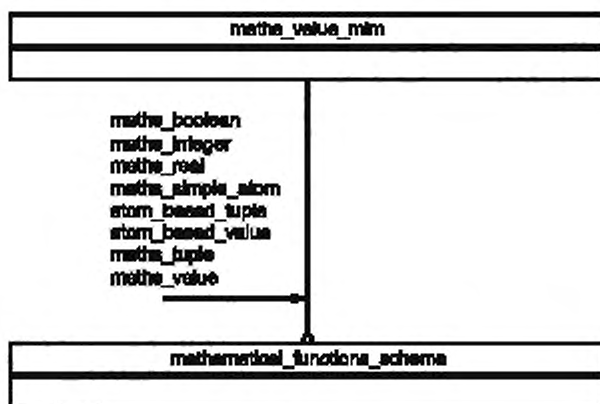 maths_value_mim
maths_boolean
maths_integer
maths_real
maths_simple_atom
atom_based_tuple
atom_based_value
maths_tuple
maths_value
mathematical_functions_schema